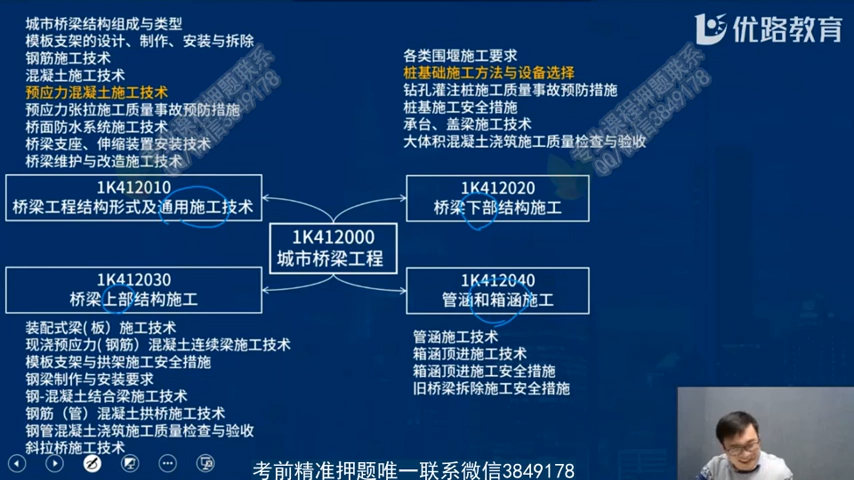 优路教育
城市桥梁结构组成与类型
模板支架的设计、制作、安装与拆除
钢筋施工技术
混凝土施工技术
预应力混凝土施工技术
预应力张拉施工质量事故预防措施
桥面防水系统施工技术
桥梁支座、伸缩装置安装技术
桥梁维护与改造施工技术
各类围堰施工要求
桩基础施工方法与设备选择
钻孔灌注桩施工质量事故预防措施
桩基施工安全措施
承台、盖梁施工技术
大体积混凝土浇筑施工质量检查与验收
1K412010
桥梁工程结构形式及通用施工技术
1K412020
桥梁下部结构施工
1K412000
城市桥梁工程
1K412030
桥梁上部结构施工
1K412040
管涵和箱涵施工
装配式梁(板）施工技术
现浇预应力(钢筋）混凝土连续梁施工技术
模板支架与拱架施工安全措施
钢梁制作与安装要求
钢-混凝土结合梁施工技术
钢筋（管）混凝土拱桥施工技术
钢管混凝土浇筑施工质量检查与验收
斜拉桥施工技术
管涵施工技术
箱涵顶进施工技术
箱涵顶进施工安全措施
旧桥梁拆除施工安全措施
考前精准押题唯一联系微信3849178